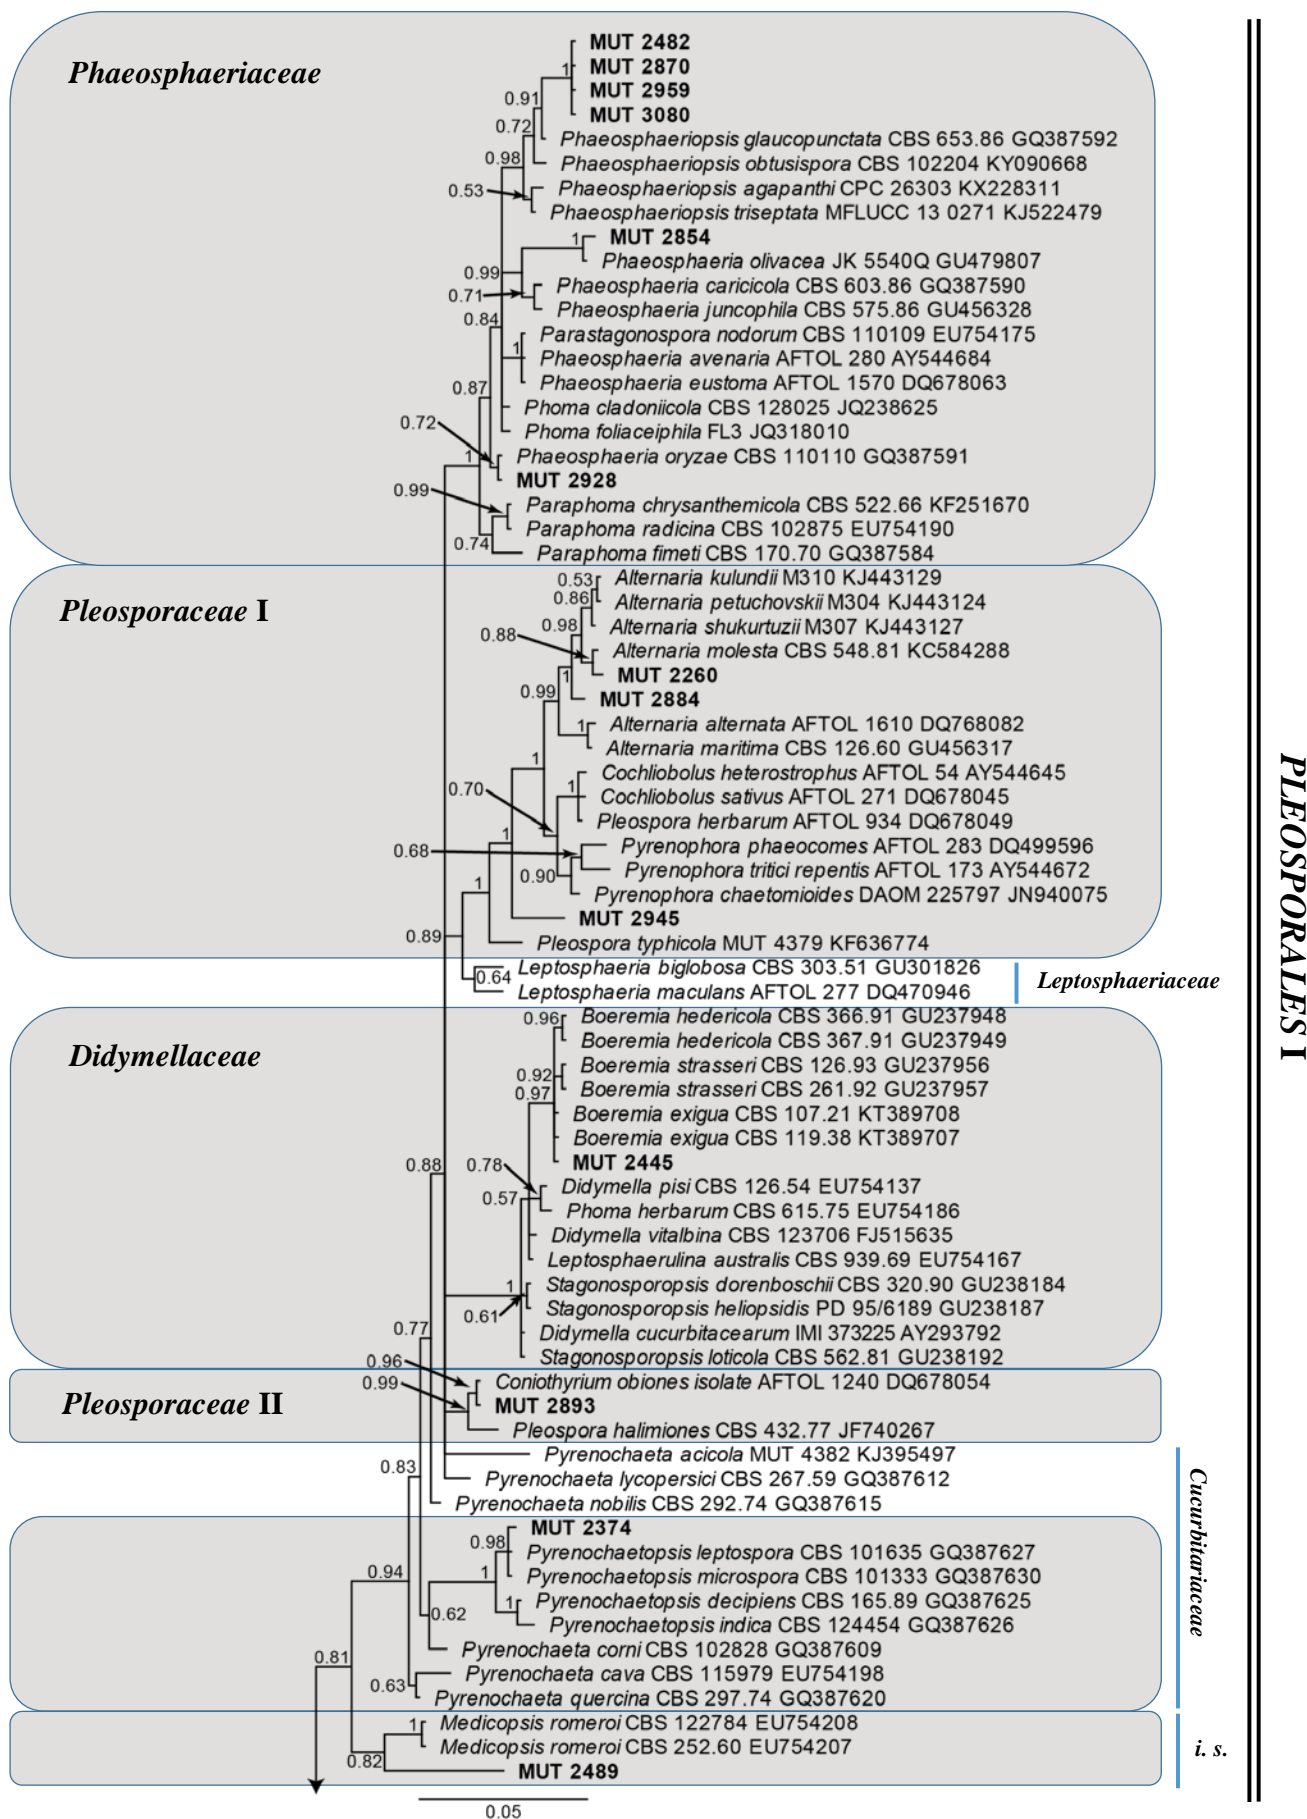 Phaeosphaeriaceae
MUT 2482
1
MUT 2870
MUT 2959
0.91
MUT 3080
0.72
Phaeosphaeriopsis glaucopunctata CBS 653.86 GQ387592
0.98
Phaeosphaeriopsis obtusispora CBS 102204 KY090668
0.53
Phaeosphaeriopsis agapanthi CPC 26303 KX228311
Phaeosphaeriopsis triseptata MFLUCC 13 0271 KJ522479
1
MUT 2854
Phaeosphaeria olivacea JK 5540Q GU479807
0.99
Phaeosphaeria caricicola CBS 603.86 GQ387590
0.71
Phaeosphaeria juncophila CBS 575.86 GU456328
0.84
Parastagonospora nodorum CBS 110109 EU754175
1
Phaeosphaeria avenaria AFTOL 280 AY544684
Phaeosphaeria eustoma AFTOL 1570 DQ678063
0.87
Phoma cladoniicola CBS 128025 JQ238625
0.72
Phoma foliaceiphila FL3 JQ318010
1
Phaeosphaeria oryzae CBS 110110 GQ387591
MUT 2928
0.99
Paraphoma chrysanthemicola CBS 522.66 KF251670
Paraphoma radicina CBS 102875 EU754190
0.74
Paraphoma fimeti CBS 170.70 GQ387584
Pleosporaceae I
0.53
Alternaria kulundii M310 KJ443129
0.86
Alternaria petuchovskii M304 KJ443124
0.98
Alternaria shukurtuzii M307 KJ443127
0.88
Alternaria molesta CBS 548.81 KC584288
1
MUT 2260
0.99
MUT 2884
1
Alternaria alternata AFTOL 1610 DQ768082
Alternaria maritima CBS 126.60 GU456317
1
Cochliobolus heterostrophus AFTOL 54 AY544645
0.70
1
Cochliobolus sativus AFTOL 271 DQ678045
Pleospora herbarum AFTOL 934 DQ678049
1
Pyrenophora phaeocomes AFTOL 283 DQ499596
0.68
Pyrenophora tritici repentis AFTOL 173 AY544672
0.90
1
Pyrenophora chaetomioides DAOM 225797 JN940075
MUT 2945
0.89
Pleospora typhicola MUT 4379 KF636774
Leptosphaeria biglobosa CBS 303.51 GU301826
0.64
Leptosphaeria maculans AFTOL 277 DQ470946
Leptosphaeriaceae
PLEOSPORALES I
Didymellaceae
0.96
Boeremia hedericola CBS 366.91 GU237948
Boeremia hedericola CBS 367.91 GU237949
Boeremia strasseri CBS 126.93 GU237956
0.92
Boeremia strasseri CBS 261.92 GU237957
0.97
Boeremia exigua CBS 107.21 KT389708
Boeremia exigua CBS 119.38 KT389707
0.88
0.78
MUT 2445
Didymella pisi CBS 126.54 EU754137
0.57
Phoma herbarum CBS 615.75 EU754186
Didymella vitalbina CBS 123706 FJ515635
Leptosphaerulina australis CBS 939.69 EU754167
1
Stagonosporopsis dorenboschii CBS 320.90 GU238184
0.61
Stagonosporopsis heliopsidis PD 95/6189 GU238187
0.77
Didymella cucurbitacearum IMI 373225 AY293792
0.96
Stagonosporopsis loticola CBS 562.81 GU238192
Pleosporaceae II
0.99
Coniothyrium obiones isolate AFTOL 1240 DQ678054
MUT 2893
Pleospora halimiones CBS 432.77 JF740267
Pyrenochaeta acicola MUT 4382 KJ395497
0.83
Pyrenochaeta lycopersici CBS 267.59 GQ387612
Pyrenochaeta nobilis CBS 292.74 GQ387615
Cucurbitariaceae
MUT 2374
0.98
Pyrenochaetopsis leptospora CBS 101635 GQ387627
0.94
1
Pyrenochaetopsis microspora CBS 101333 GQ387630
1
Pyrenochaetopsis decipiens CBS 165.89 GQ387625
0.62
Pyrenochaetopsis indica CBS 124454 GQ387626
0.81
Pyrenochaeta corni CBS 102828 GQ387609
Pyrenochaeta cava CBS 115979 EU754198
0.63
Pyrenochaeta quercina CBS 297.74 GQ387620
1
Medicopsis romeroi CBS 122784 EU754208
Medicopsis romeroi CBS 252.60 EU754207
0.82
MUT 2489
i. s.
0.05